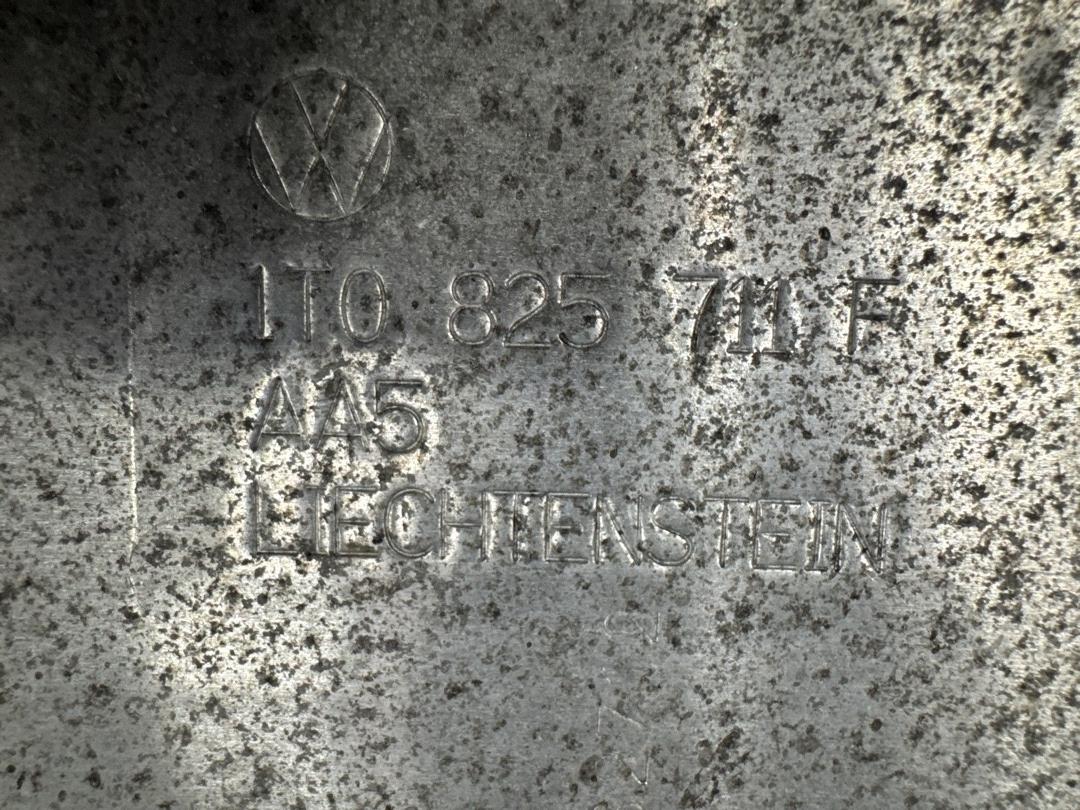 1T0 825 711 F
AA5
LIECHTENSTEIN